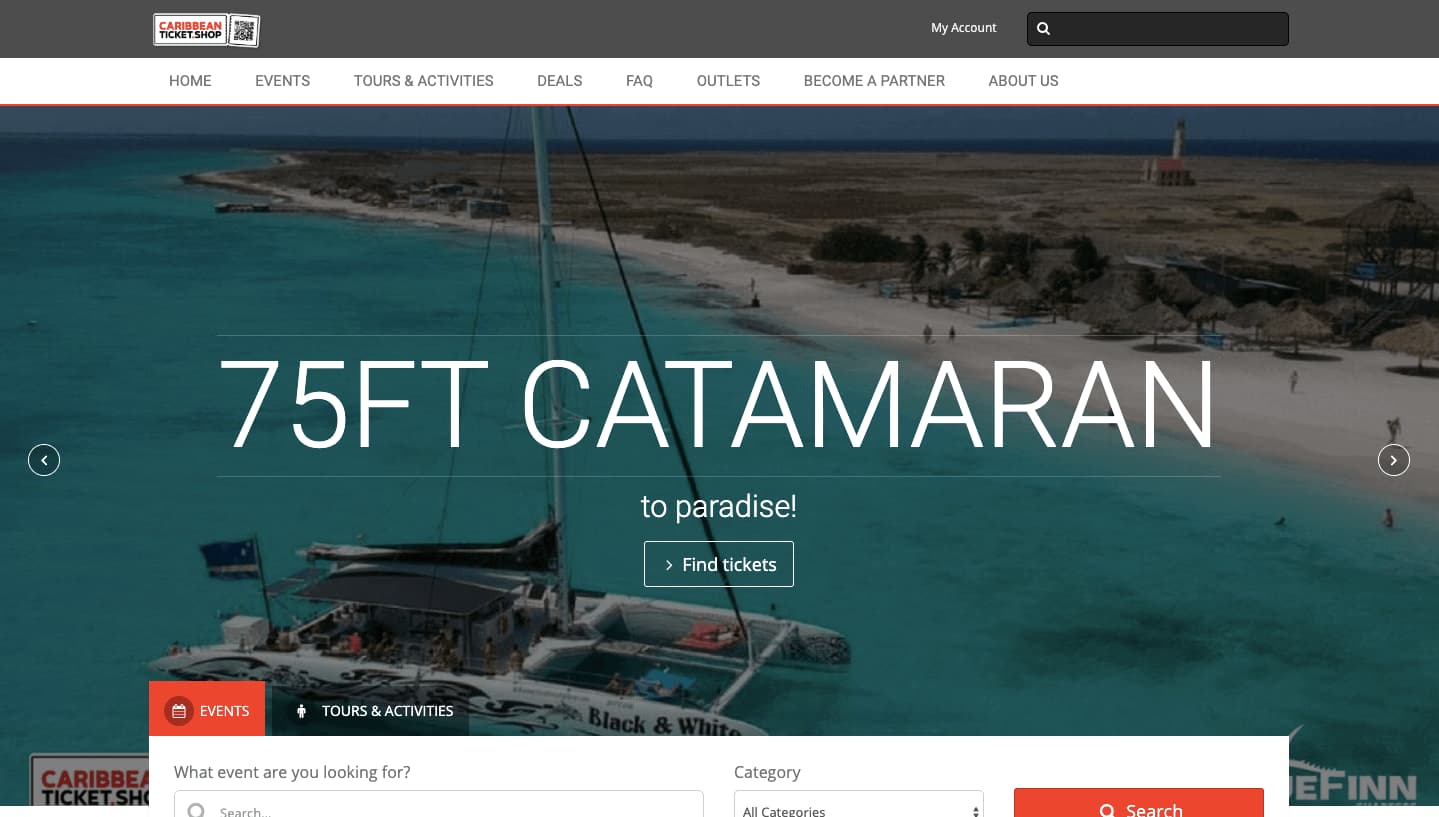 CARIBBEAN
TICKET.SHOP
My Account
HOME EVENTS TOURS & ACTIVITIES DEALS FAQ OUTLETS BECOME A PARTNER ABOUT US
75FT CATAMARAN
to paradise!
Find tickets
EVENTS TOURS & ACTIVITIES
Black & White
What event are you looking for? Category
CARIBBEA
TICKET.SHO
Search... All Categories Search
UEFINN